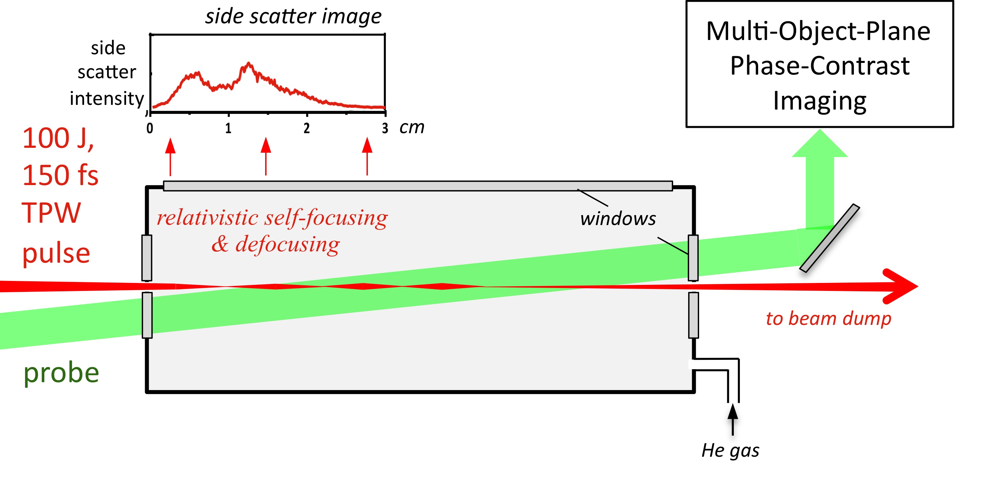 side scatter image
side
scatter
intensity
0 1 2 3 cm
Multi-Object-Plane
Phase-Contrast
Imaging
100 J,
150 fs
TPW
pulse
relativistic self-focusing
& defocusing
windows
to beam dump
probe
He gas